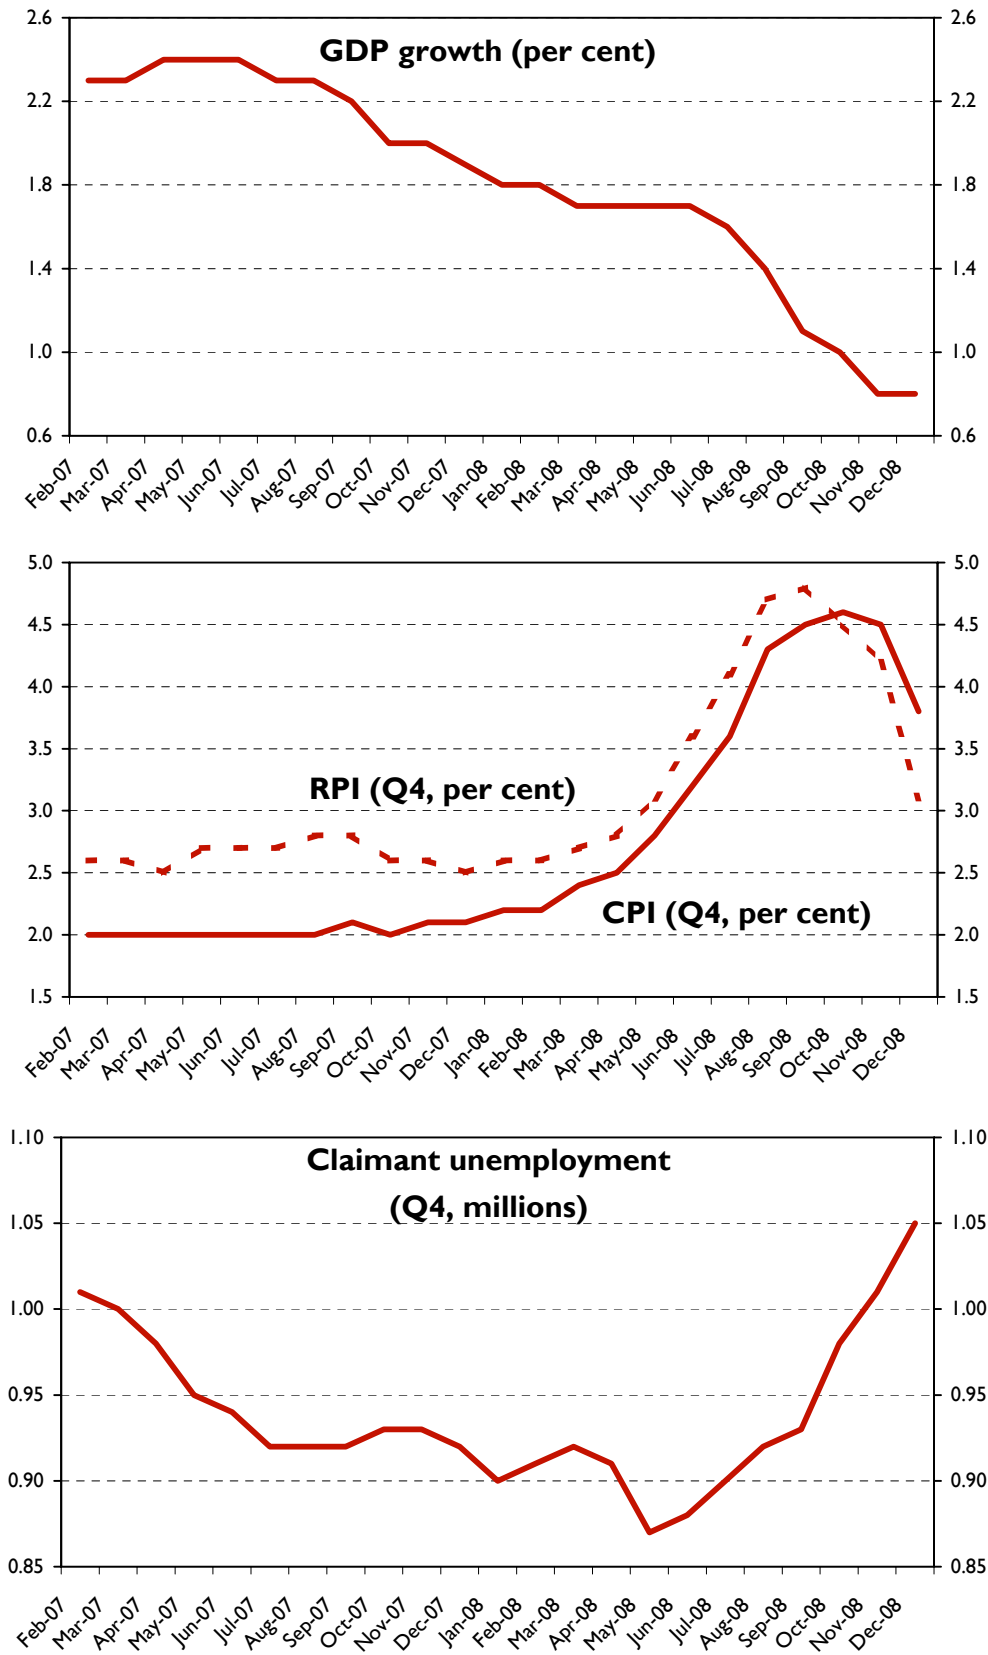 GDP growth (per cent)
2.6 2.6
2.2 2.2
1.8 1.8
1.4 1.4
1.0 1.0
0.6 0.6
Feb-07 Mar-07 Apr-07 May-07 Jun-07 Jul-07 Aug-07 Sep-07 Oct-07 Nov-07 Dec-07 Jan-08 Feb-08 Mar-08 Apr-08 May-08 Jun-08 Jul-08 Aug-08 Sep-08 Oct-08 Nov-08 Dec-08
5.0 5.0
4.5 4.5
4.0 4.0
3.5 3.5
RPI (Q4, per cent)
3.0 3.0
2.5 2.5
CPI (Q4, per cent)
2.0 2.0
1.5 1.5
Feb-07 Mar-07 Apr-07 May-07 Jun-07 Jul-07 Aug-07 Sep-07 Oct-07 Nov-07 Dec-07 Jan-08 Feb-08 Mar-08 Apr-08 May-08 Jun-08 Jul-08 Aug-08 Sep-08 Oct-08 Nov-08 Dec-08
1.10 1.10
Claimant unemployment
(Q4, millions)
1.05 1.05
1.00 1.00
0.95 0.95
0.90 0.90
0.85 0.85
Feb-07 Mar-07 Apr-07 May-07 Jun-07 Jul-07 Aug-07 Sep-07 Oct-07 Nov-07 Dec-07 Jan-08 Feb-08 Mar-08 Apr-08 May-08 Jun-08 Jul-08 Aug-08 Sep-08 Oct-08 Nov-08 Dec-08